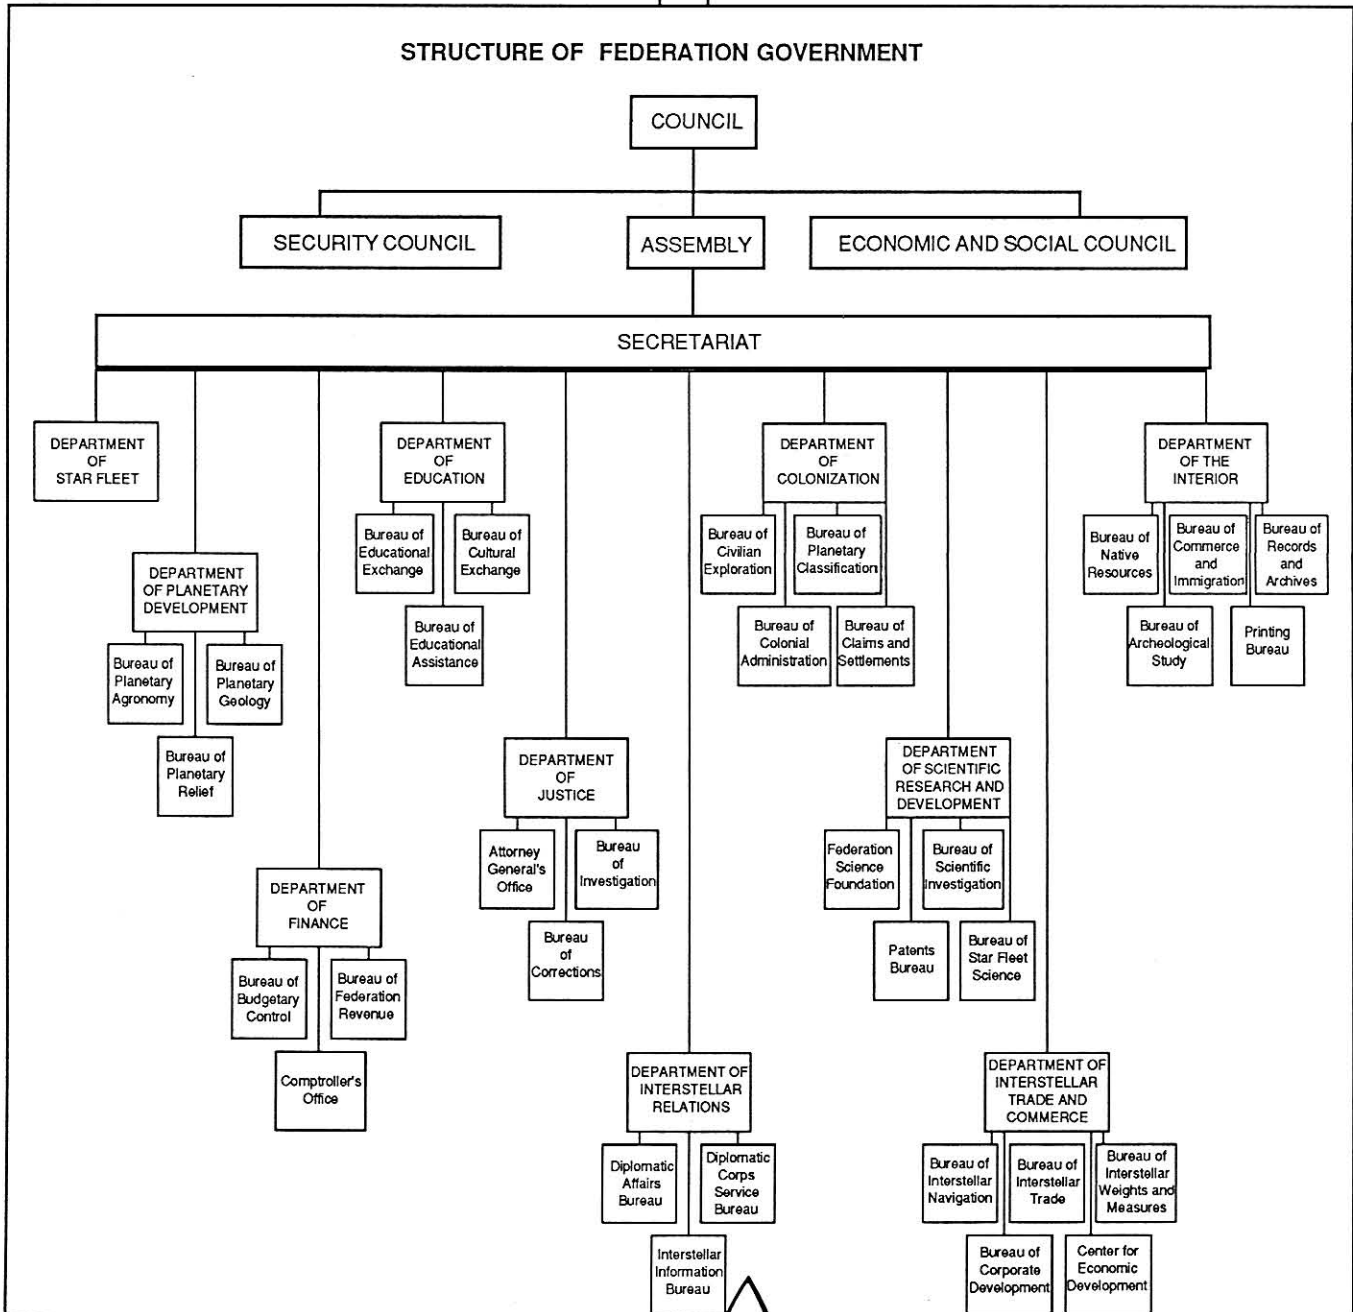 STRUCTURE OF FEDERATION GOVERNMENT
COUNCIL
SECURITY COUNCIL
ASSEMBLY
ECONOMIC AND SOCIAL COUNCIL
SECRETARIAT
DEPARTMENT
OF
STAR FLEET
DEPARTMENT
OF PLANETARY
DEVELOPMENT
Bureau of
Planetary
Agronomy
Bureau of
Planetary
Geology
Bureau of
Planetary
Relief
DEPARTMENT
OF
FINANCE
Bureau of
Budgetary
Control
Bureau of
Federation
Revenue
Comptroller's
Office
DEPARTMENT
OF
EDUCATION
Bureau of
Educational
Exchange
Bureau of
Cultural
Exchange
Bureau of
Educational
Assistance
DEPARTMENT
OF
JUSTICE
Attorney
General's
Office
Bureau
of
Investigation
Bureau
of
Corrections
DEPARTMENT OF
INTERSTELLAR
RELATIONS
Diplomatic
Affairs
Bureau
Diplomatic
Corps
Service
Bureau
Interstellar
Information
Bureau
DEPARTMENT
OF
COLONIZATION
Bureau of
Civilian
Exploration
Bureau of
Planetary
Classification
Bureau of
Colonial
Administration
Bureau of
Claims and
Settlements
DEPARTMENT
OF SCIENTIFIC
RESEARCH AND
DEVELOPMENT
Federation
Science
Foundation
Bureau of
Scientific
Investigation
Patents
Bureau
Bureau of
Star Fleet
Science
DEPARTMENT OF
INTERSTELLAR
TRADE AND
COMMERCE
Bureau of
Interstellar
Navigation
Bureau of
Interstellar
Trade
Bureau of
Interstellar
Weights and
Measures
Bureau of
Corporate
Development
Center for
Economic
Development
DEPARTMENT
OF THE
INTERIOR
Bureau of
Native
Resources
Bureau of
Commerce
and
Immigration
Bureau of
Records
and
Archives
Bureau of
Archeological
Study
Printing
Bureau